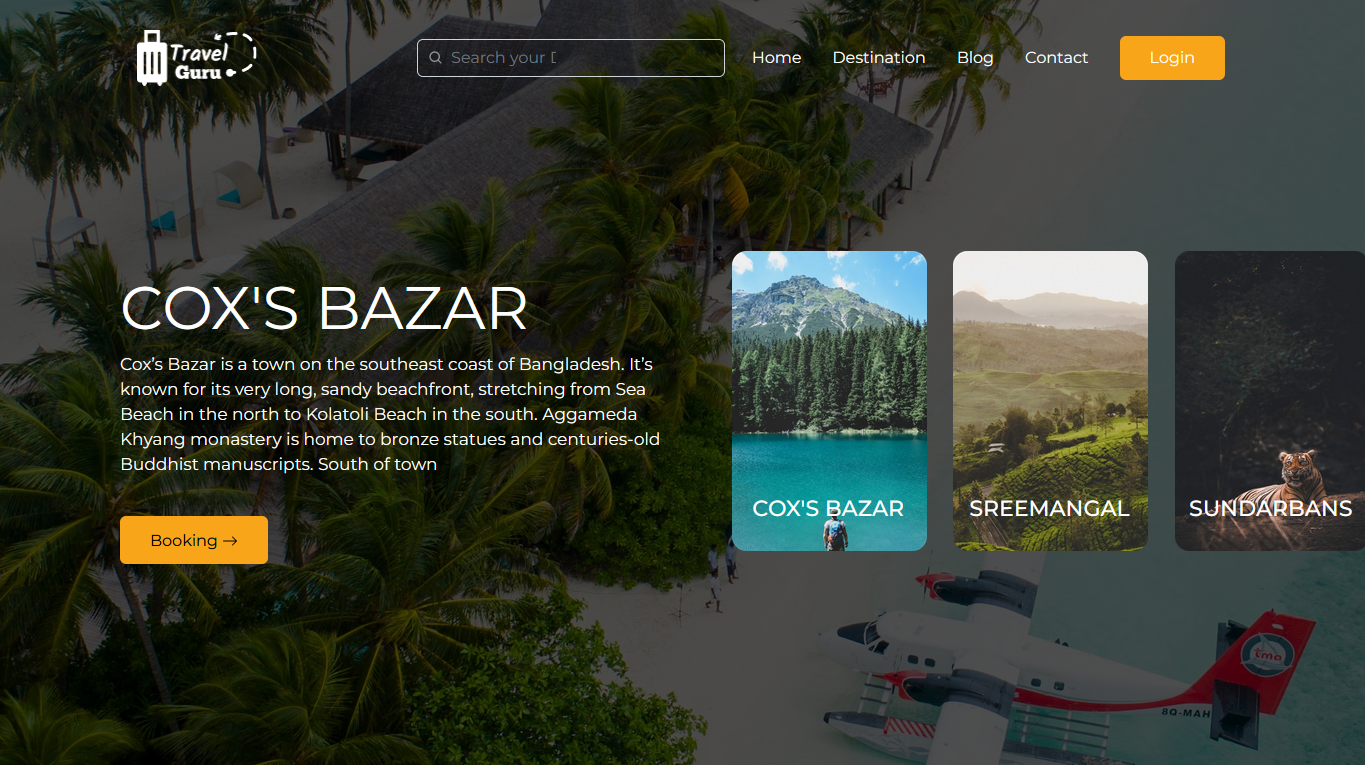 Travel
Guru
Search your D
Home
Destination
Blog
Contact
Login
COX'S BAZAR
Cox’s Bazar is a town on the southeast coast of Bangladesh. It’s
known for its very long, sandy beachfront, stretching from Sea
Beach in the north to Kolatoli Beach in the south. Aggameda
Khyang monastery is home to bronze statues and centuries-old
Buddhist manuscripts. South of town
Booking →
COX'S BAZAR
SREEMANGAL
SUNDARBANS
tma
8Q-MAH